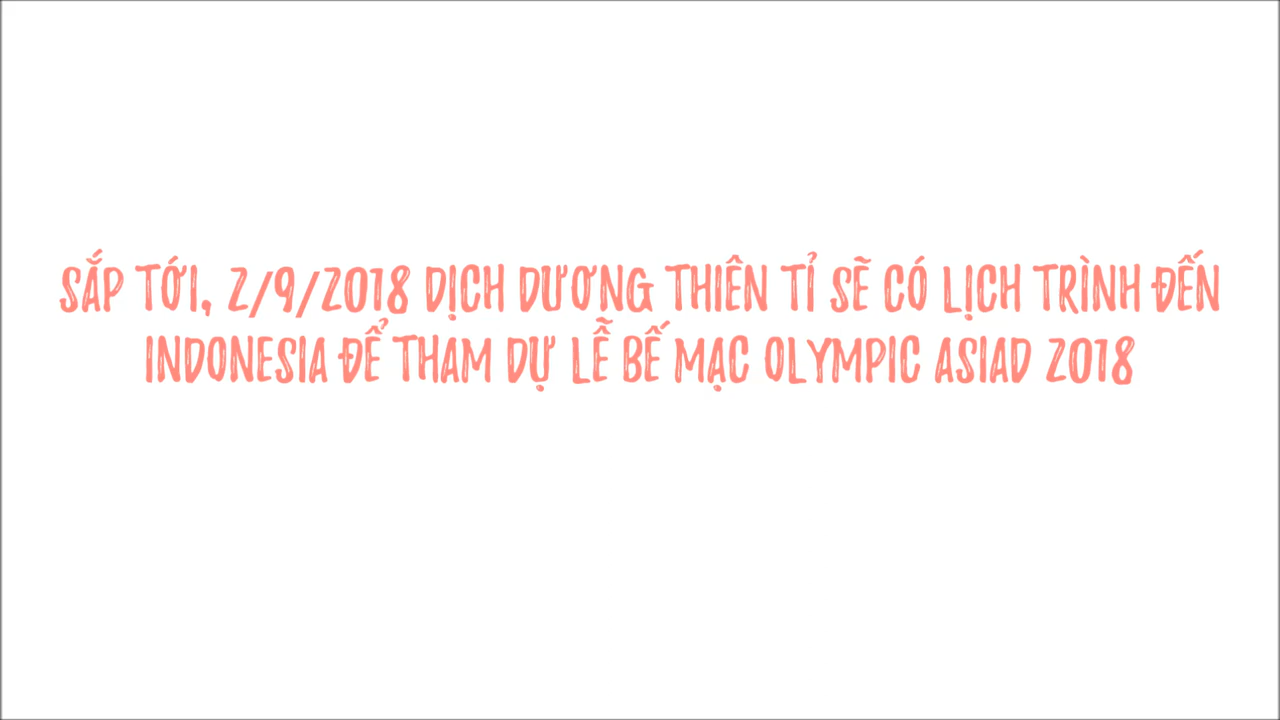 SẮP TỚI, 2/9/2018 DỊCH DƯƠNG THIÊN TỈ SẼ CÓ LỊCH TRÌNH ĐẾN
INDONESIA ĐỂ THAM DỰ LỄ BẾ MẠC OLYMPIC ASIAD 2018